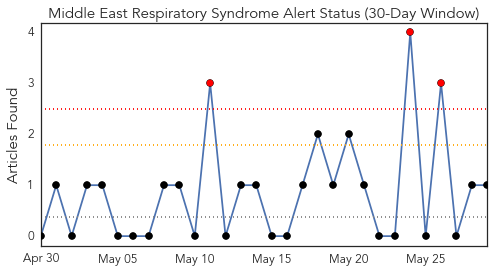 Middle East Respiratory Syndrome Alert Status (30-Day Window)
Articles Found
4
3
2
1
0
Apr 30 May 05 May 10 May 15 May 20 May 25